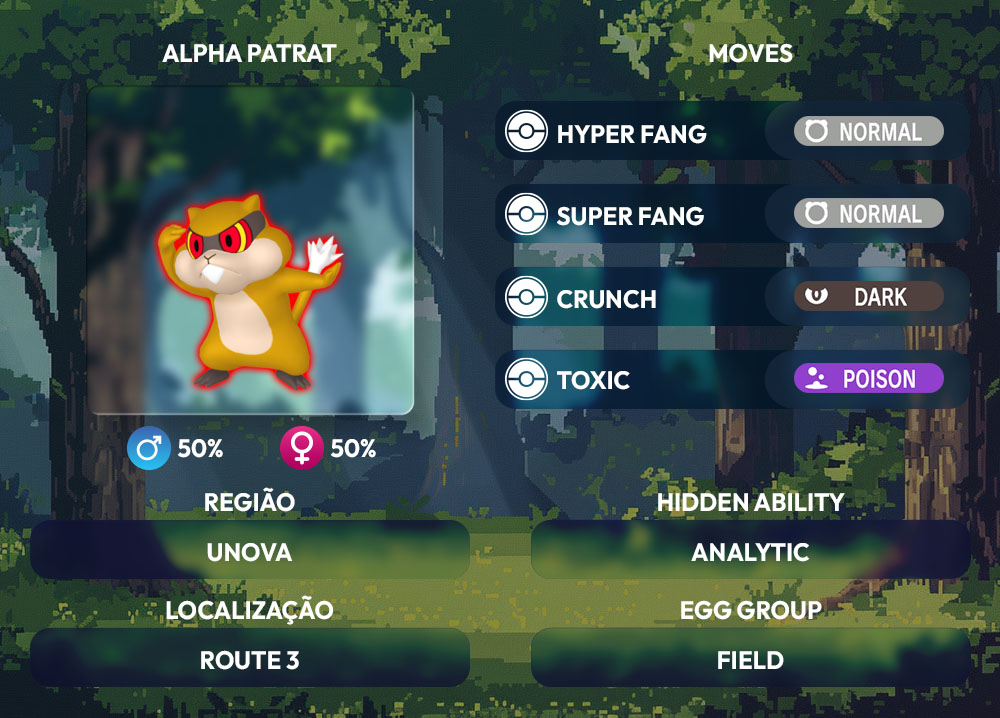 ALPHA PATRAT
MOVES
HYPER FANG
NORMAL
SUPER FANG
NORMAL
CRUNCH
DARK
TOXIC
POISON
50%
50%
REGIÃO
UNOVA
HIDDEN ABILITY
ANALYTIC
LOCALIZAÇÃO
ROUTE 3
EGG GROUP
FIELD